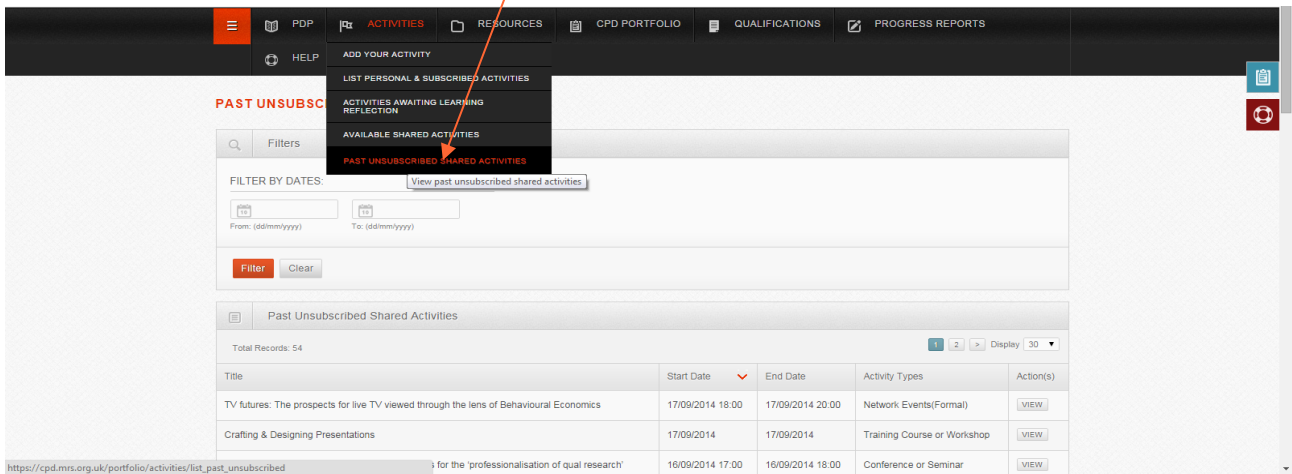 PDP ACTIVITIES RESOURCES CPD PORTFOLIO QUALIFICATIONS PROGRESS REPORTS
HELP
ADD YOUR ACTIVITY
LIST PERSONAL & SUBSCRIBED ACTIVITIES
ACTIVITIES AWAITING LEARNING
REFLECTION
AVAILABLE SHARED ACTIVITIES
PAST UNSUBSCRIBED SHARED ACTIVITIES
View past unsubscribed shared activities
PAST UNSUBSC
Filters
FILTER BY DATES:
From: (dd/mm/yyyy) To: (dd/mm/yyyy)
Filter Clear
Past Unsubscribed Shared Activities
Total Records: 54 1 2 > Display 30
Title Start Date End Date Activity Types Action(s)
TV futures: The prospects for live TV viewed through the lens of Behavioural Economics 17/09/2014 18:00 17/09/2014 20:00 Network Events(Formal) VIEW
Crafting & Designing Presentations 17/09/2014 17/09/2014 Training Course or Workshop VIEW
for the 'professionalisation of qual research' 16/09/2014 17:00 16/09/2014 18:00 Conference or Seminar VIEW
https://cpd.mrs.org.uk/portfolio/activities/list_past_unsubscribed